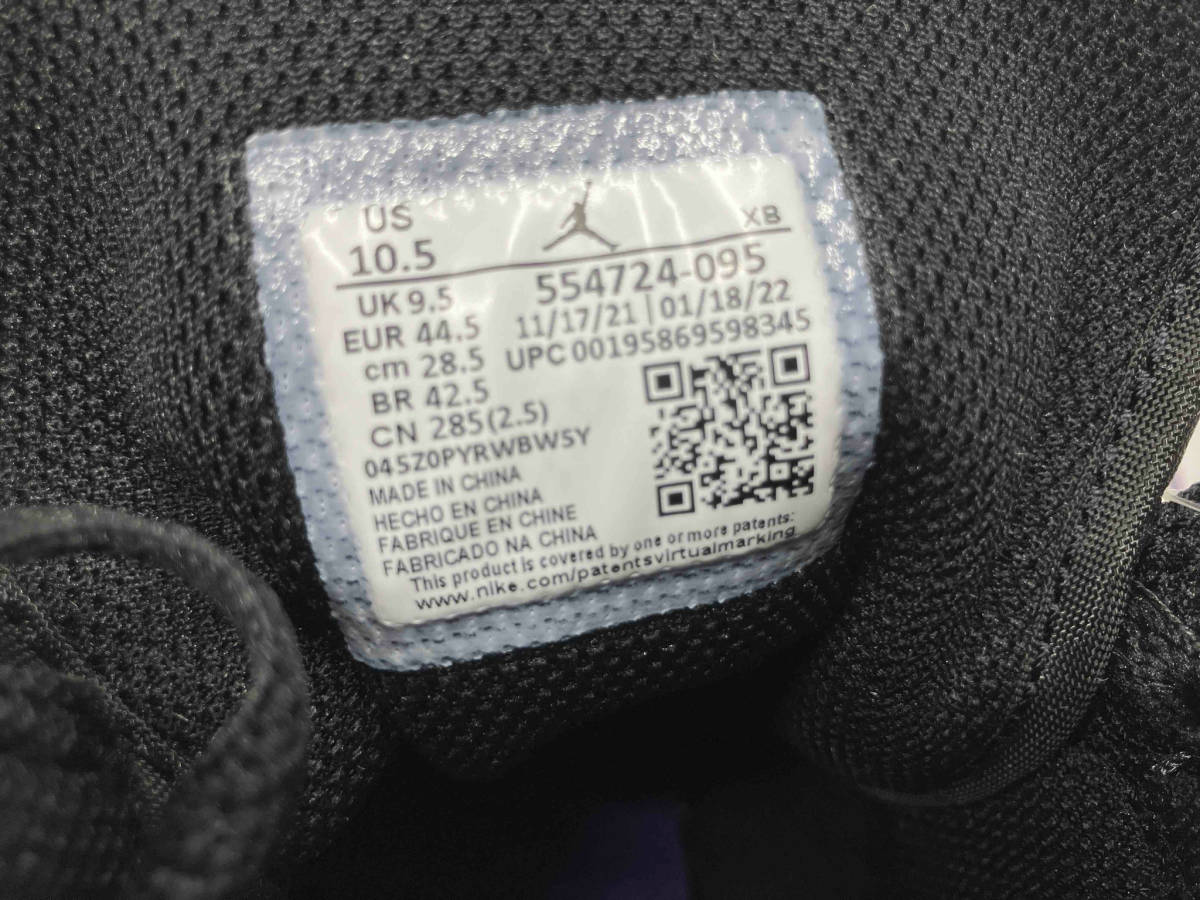 US
10.5
XB
UK 9.5
EUR 44.5
cm 28.5
BR 42.5
CN 285(2.5)
554724-095
11/17/21 | 01/18/22
UPC 00195869598345
045Z0PYRWBW5Y
MADE IN CHINA
HECHO EN CHINA
FABRIQUE EN CHINE
FABRICADO NA CHINA
This product is covered by one or more patents:
www.nike.com/patentsvirtualmarking